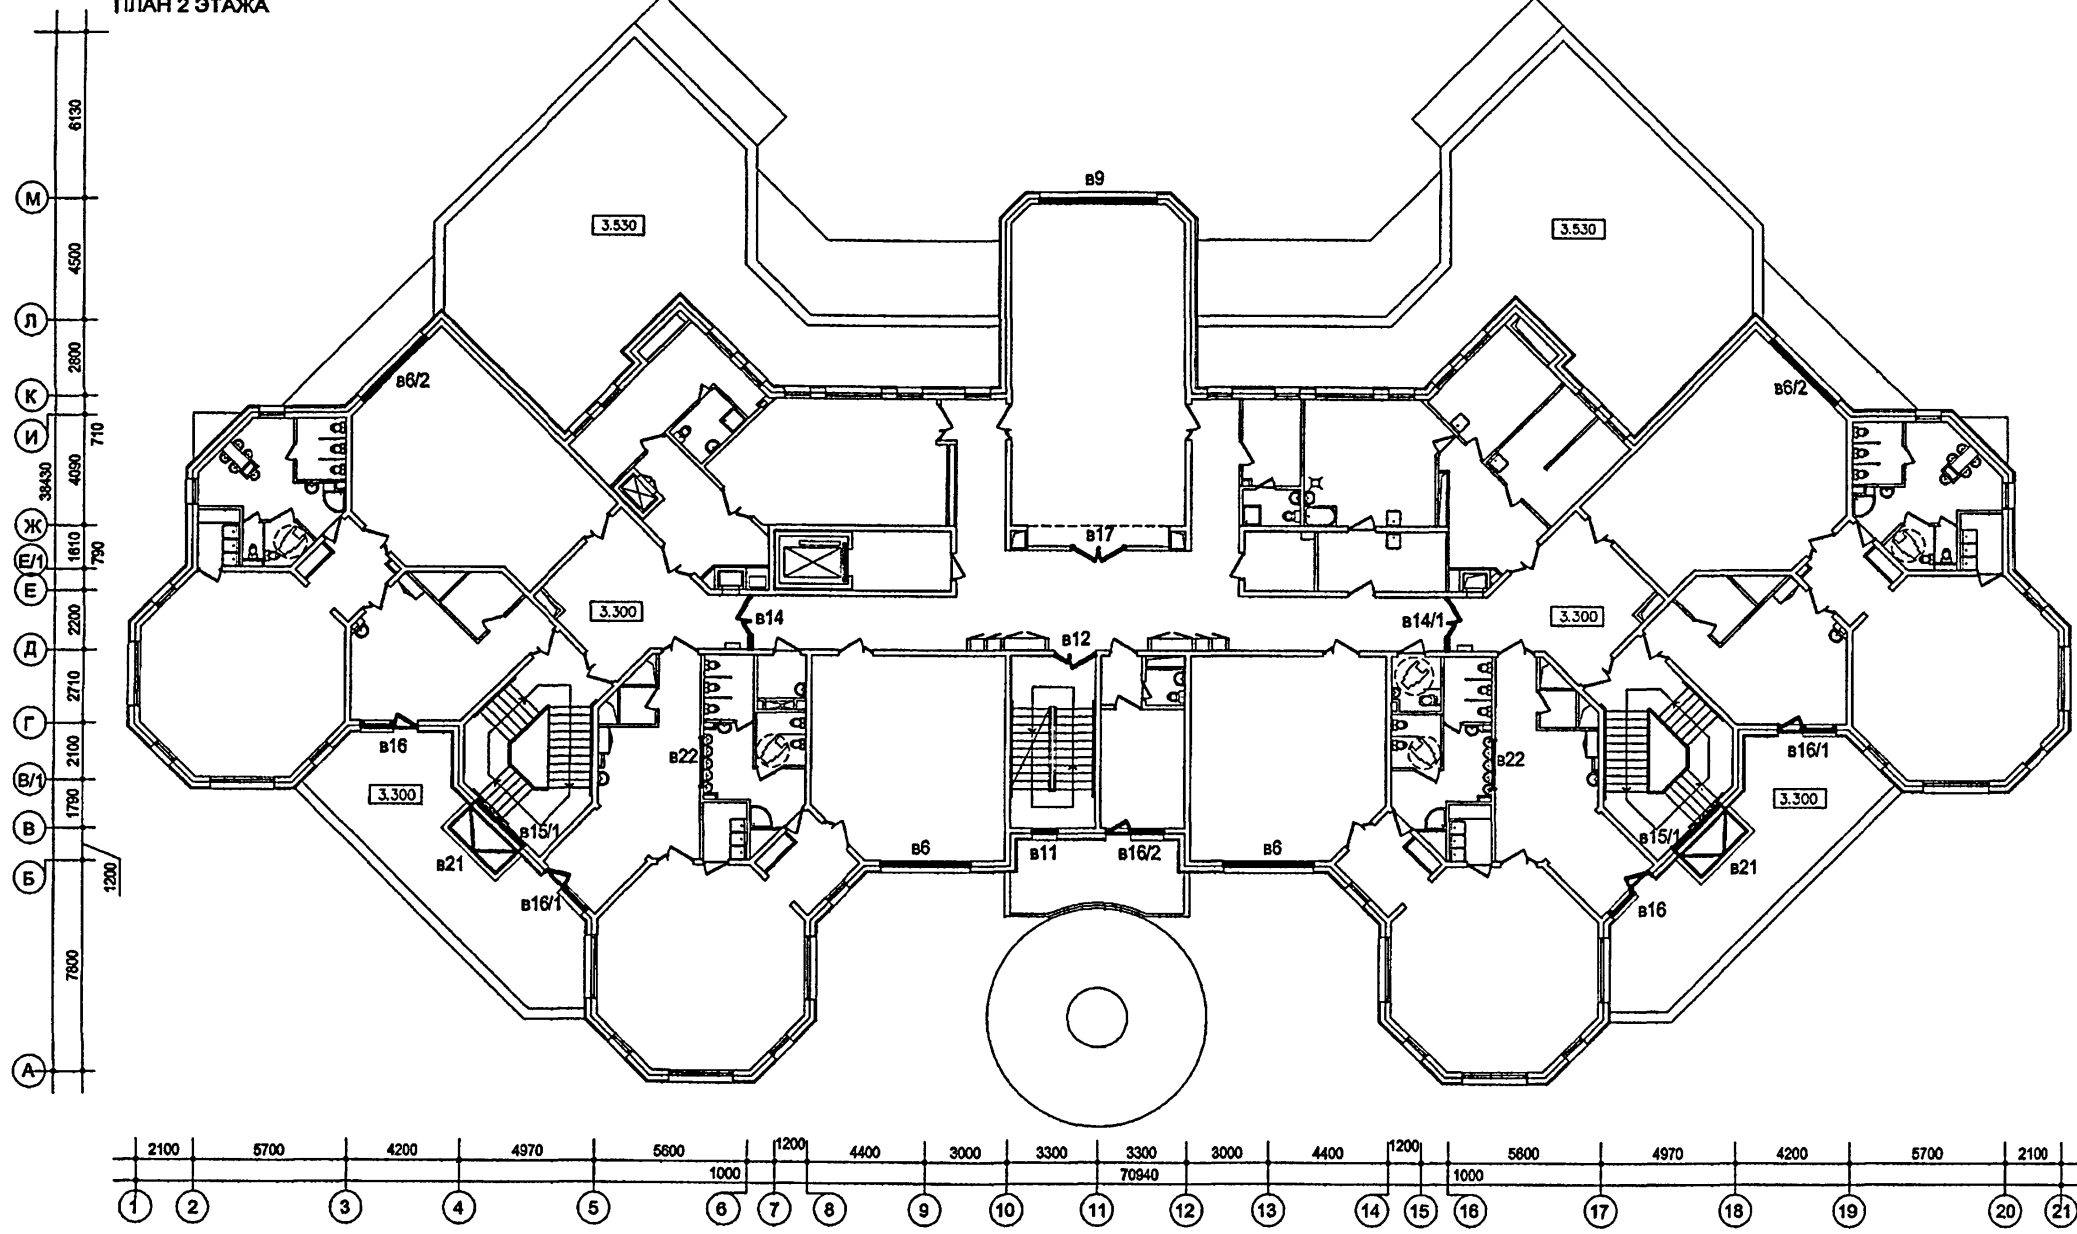 ПЛАН 2 ЭТАЖА
6130
М
4500
Л
2800
К
710
И
4090
38430
Ж
1610
Е/1
790
Е
2200
Д
2710
Г
2100
В/1
1790
В
Б
1200
7800
А
в9
3.530
3.530
в6/2
в6/2
в17
3.300
в14
в12
в14/1
3.300
в16
в22
в22
в16/1
3.300
3.300
в15/1
в15/1
в21
в6
в11
в16/2
в6
в21
в16/1
в16
2100
5700
4200
4970
5600
1200
4400
3000
3300
3300
3000
4400
1200
5600
4970
4200
5700
2100
1000
70940
1000
1
2
3
4
5
6
7
8
9
10
11
12
13
14
15
16
17
18
19
20
21